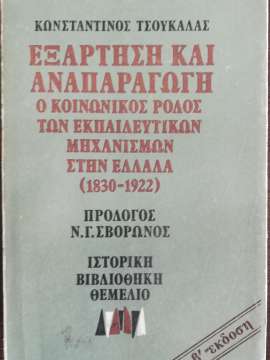 ΚΩΝΣΤΑΝΤΙΝΟΣ ΤΣΟΥΚΑΛΑΣ
ΕΞΑΡΤΗΣΗ ΚΑΙ
ΑΝΑΠΑΡΑΓΩΓΗ
Ο ΚΟΙΝΩΝΙΚΟΣ ΡΟΛΟΣ
ΤΩΝ ΕΚΠΑΙΔΕΥΤΙΚΩΝ
ΜΗΧΑΝΙΣΜΩΝ
ΣΤΗΝ ΕΛΛΑΔΑ
(1830-1922)
ΠΡΟΛΟΓΟΣ
Ν.Γ.ΣΒΟΡΩΝΟΣ
ΙΣΤΟΡΙΚΗ
ΒΙΒΛΙΟΘΗΚΗ
ΘΕΜΕΛΙΟ
β' έκδοση